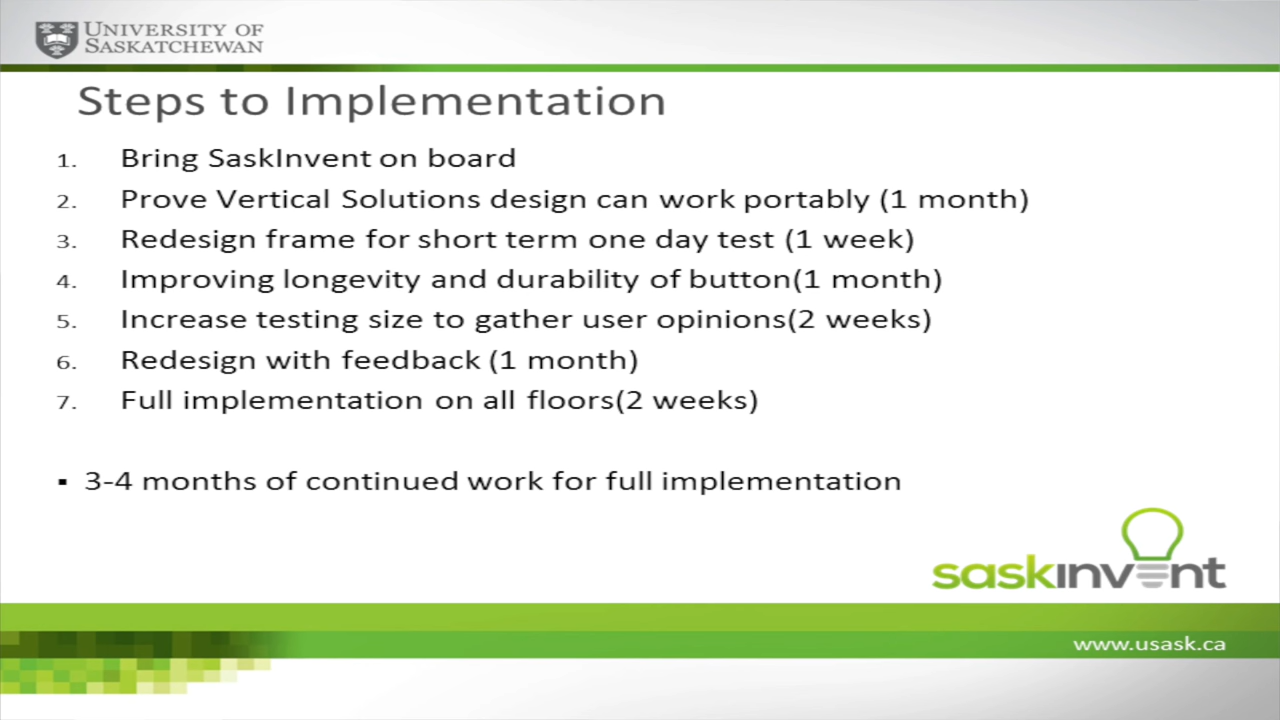 UNIVERSITY OF
SASKATCHEWAN
Steps to Implementation
1. Bring SaskInvent on board
2. Prove Vertical Solutions design can work portably (1 month)
3. Redesign frame for short term one day test (1 week)
4. Improving longevity and durability of button(1 month)
5. Increase testing size to gather user opinions(2 weeks)
6. Redesign with feedback (1 month)
7. Full implementation on all floors(2 weeks)
▪ 3-4 months of continued work for full implementation
saskinvent
www.usask.ca